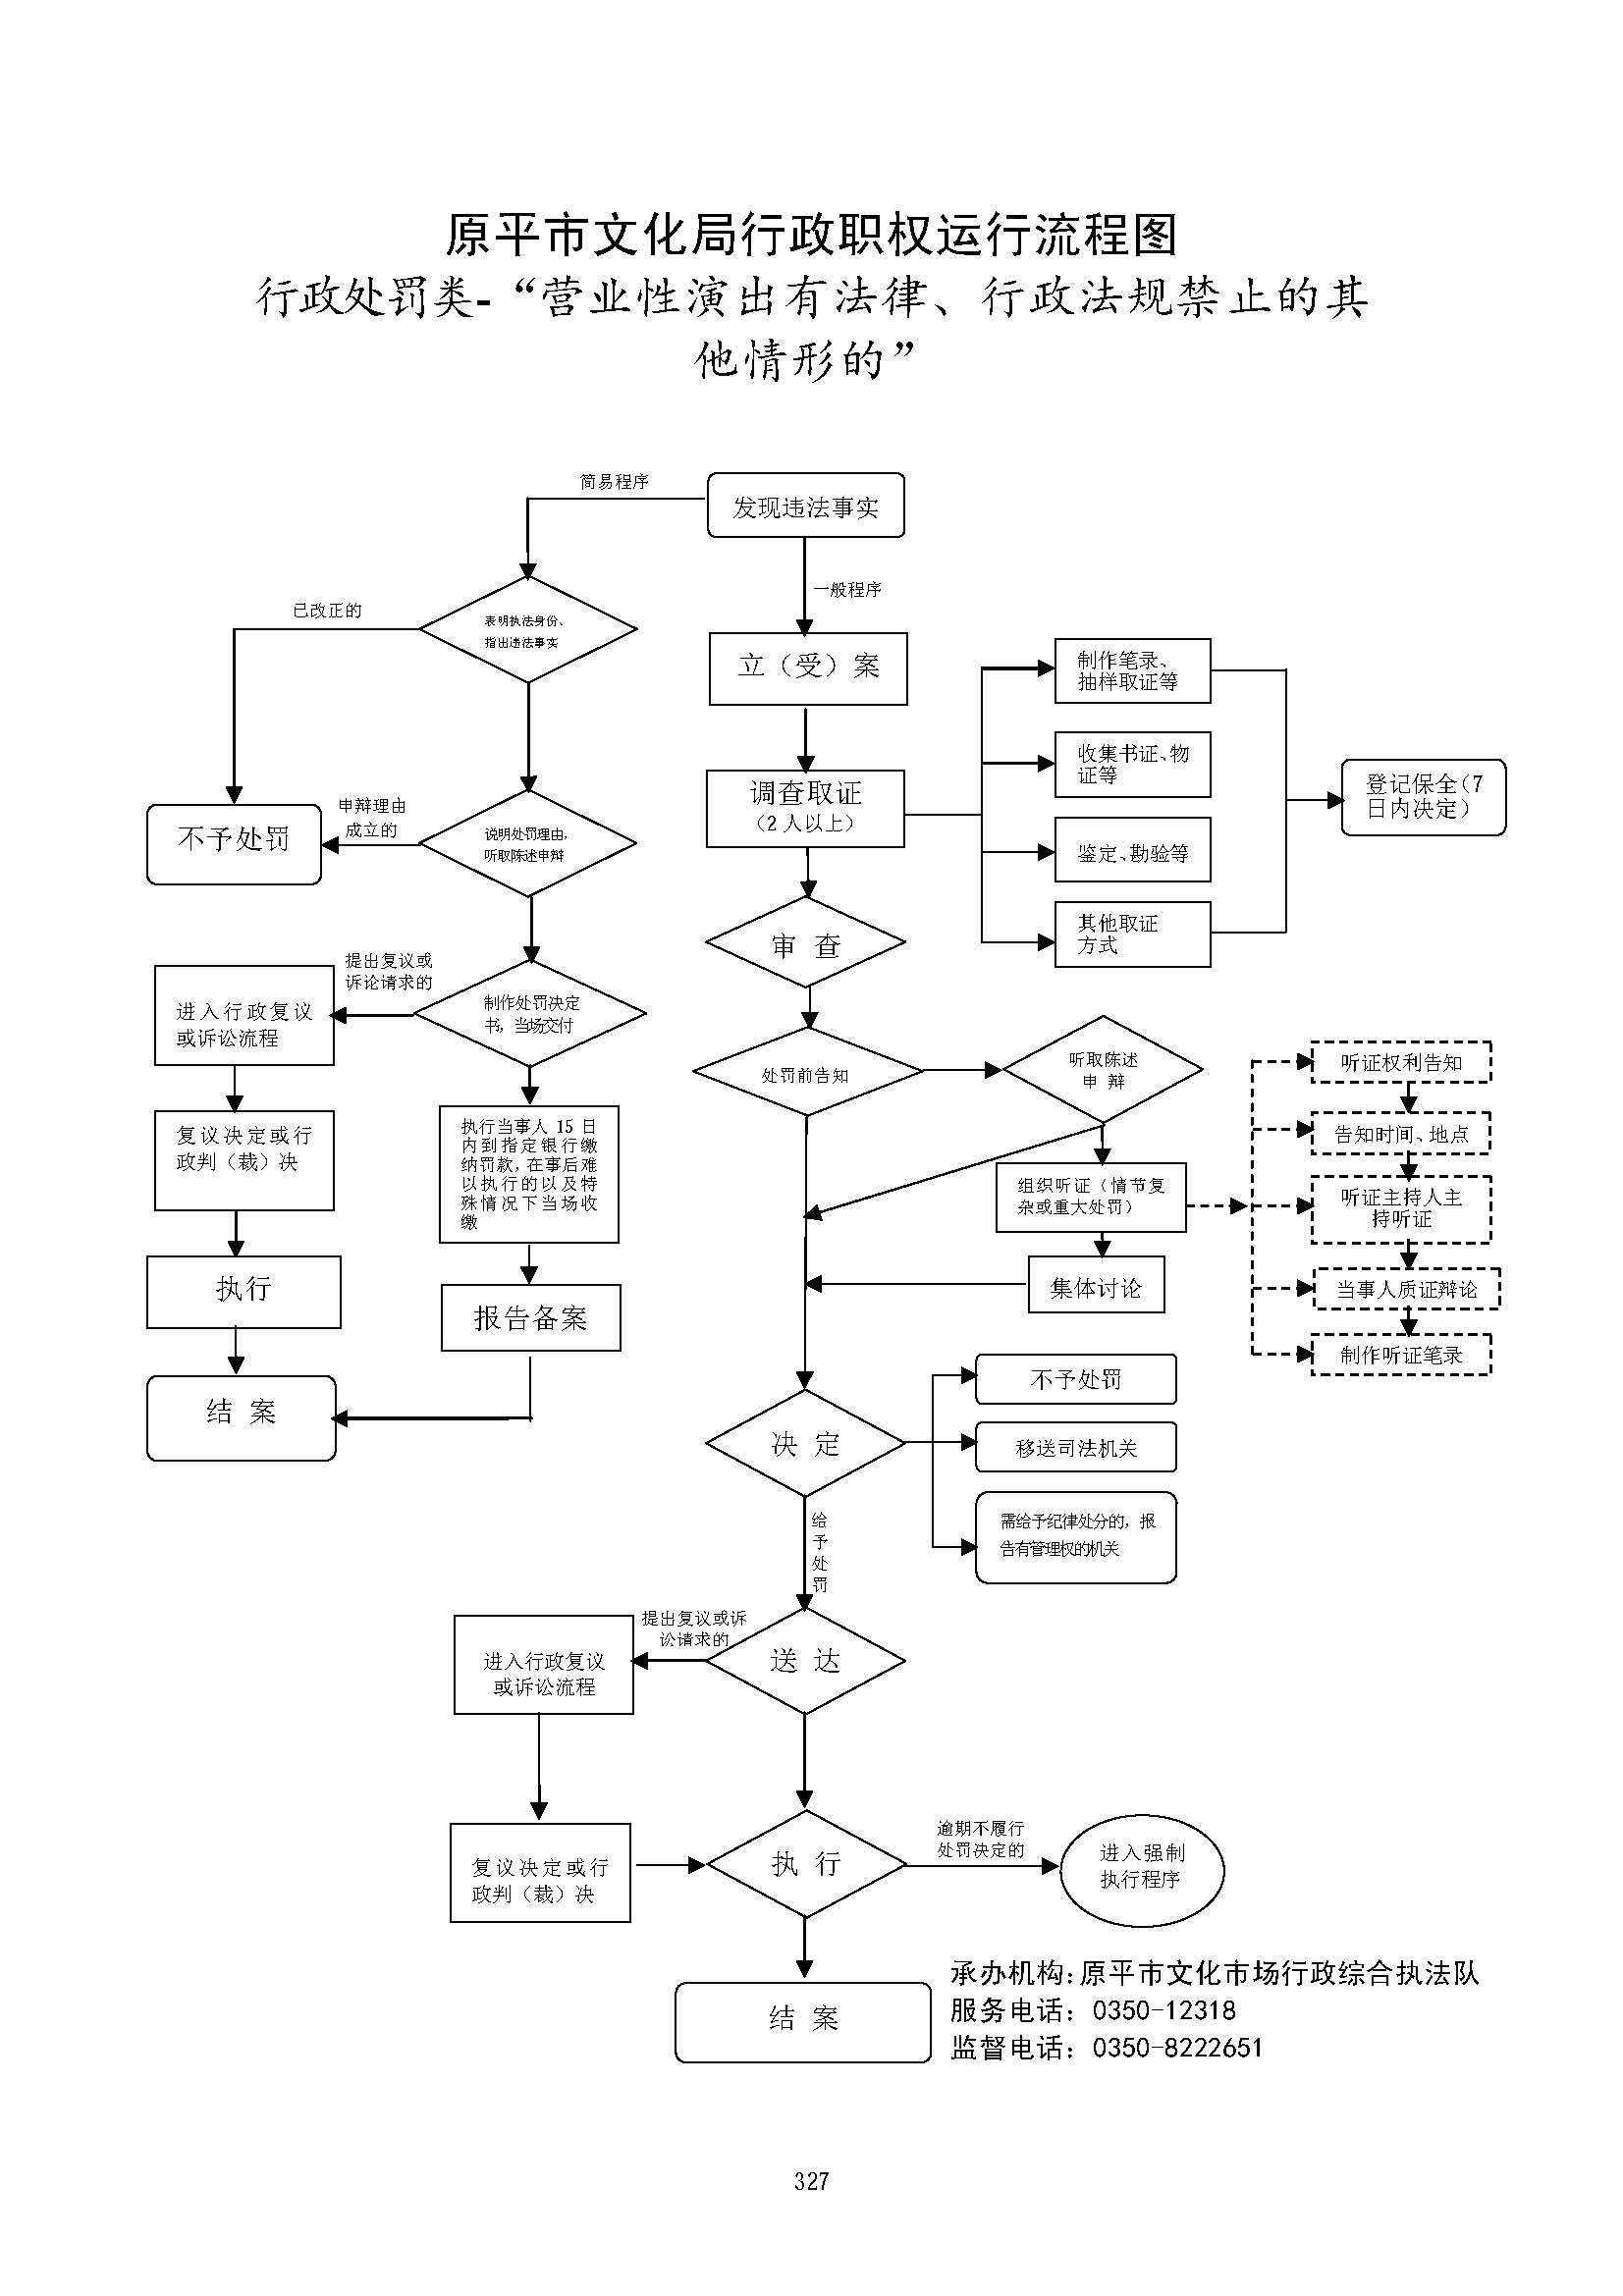 原平市文化局行政职权运行流程图
行政处罚类-“营业性演出有法律、行政法规禁止的其
他情形的”
简易程序
发现违法事实
一般程序
已改正的
表明执法身份、
指出违法事实
立（受）案
制作笔录、
抽样取证等
收集书证、物
证等
登记保全（7
日内决定）
调查取证
（2 人以上）
申辩理由
成立的
不予处罚
说明处罚理由，
听取陈述申辩
鉴定、勘验等
其他取证
方式
审 查
提出复议或
诉论请求的
进入行政复议
或诉讼流程
制作处罚决定
书，当场交付
处罚前告知
听取陈述
申 辩
听证权利告知
告知时间、地点
听证主持人主
持听证
当事人质证辩论
制作听证笔录
复议决定或行
政判（裁）决
执行当事人 15 日
内到指定银行缴
纳罚款，在事后难
以执行的以及特
殊情况下当场收
缴
组织听证（情节复
杂或重大处罚）
执行
集体讨论
报告备案
结 案
不予处罚
决 定
移送司法机关
需给予纪律处分的，报
告有管理权的机关
给
予
处
罚
提出复议或诉
讼请求的
进入行政复议
或诉讼流程
送 达
复议决定或行
政判（裁）决
执 行
逾期不履行
处罚决定的
进入强制
执行程序
结 案
承办机构：原平市文化市场行政综合执法队
服务电话：0350-12318
监督电话：0350-8222651
327